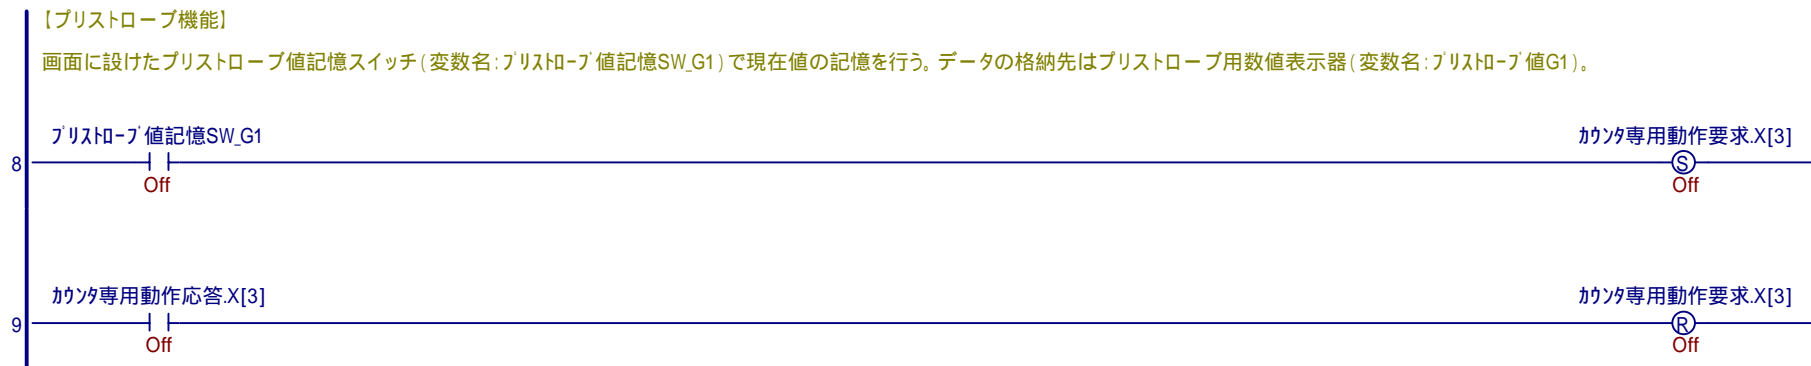 【プリストローブ機能】
画面に設けたプリストローブ値記憶スイッチ(変数名:ﾌﾟﾘｽﾄﾛｰﾌﾞ値記憶SW_G1)で現在値の記憶を行う。データの格納先はプリストローブ用数値表示器(変数名:ﾌﾟﾘｽﾄﾛｰﾌﾞ値G1)。
ﾌﾟﾘｽﾄﾛｰﾌﾞ値記憶SW_G1 ｶｳﾝﾀ専用動作要求.X[3]
8 S
Off Off
ｶｳﾝﾀ専用動作応答.X[3] ｶｳﾝﾀ専用動作要求.X[3]
9 R
Off Off